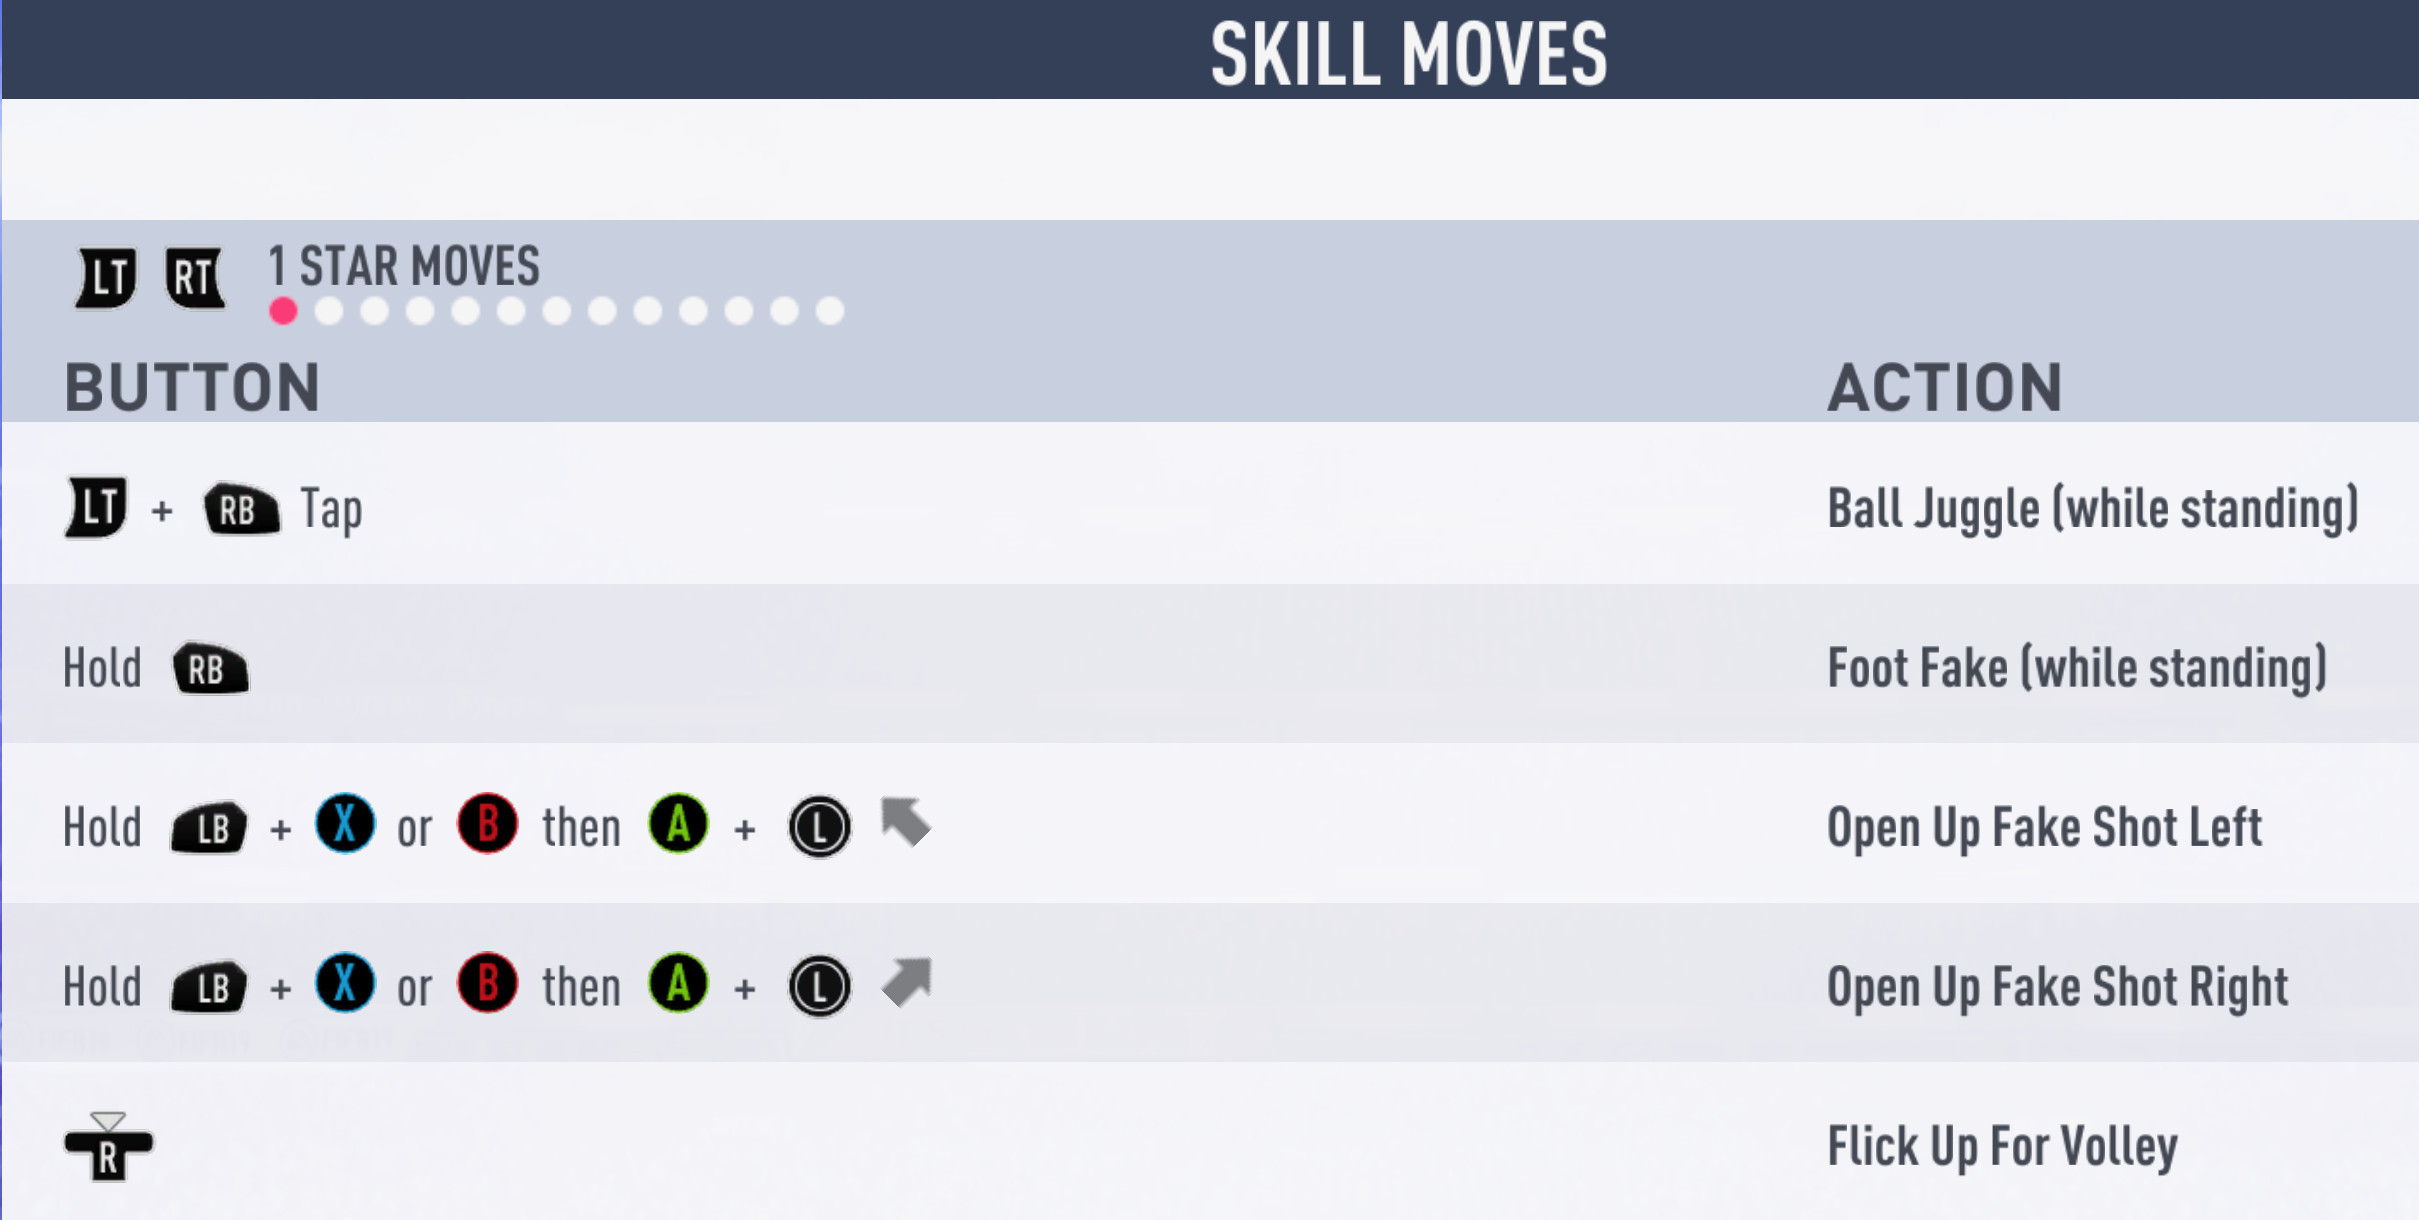 SKILL MOVES
LT RT 1 STAR MOVES
BUTTON ACTION
LT + RB Tap Ball Juggle (while standing)
Hold RB Foot Fake (while standing)
Hold LB + X or B then A + L Open Up Fake Shot Left
Hold LB + X or B then A + L Open Up Fake Shot Right
R Flick Up For Volley